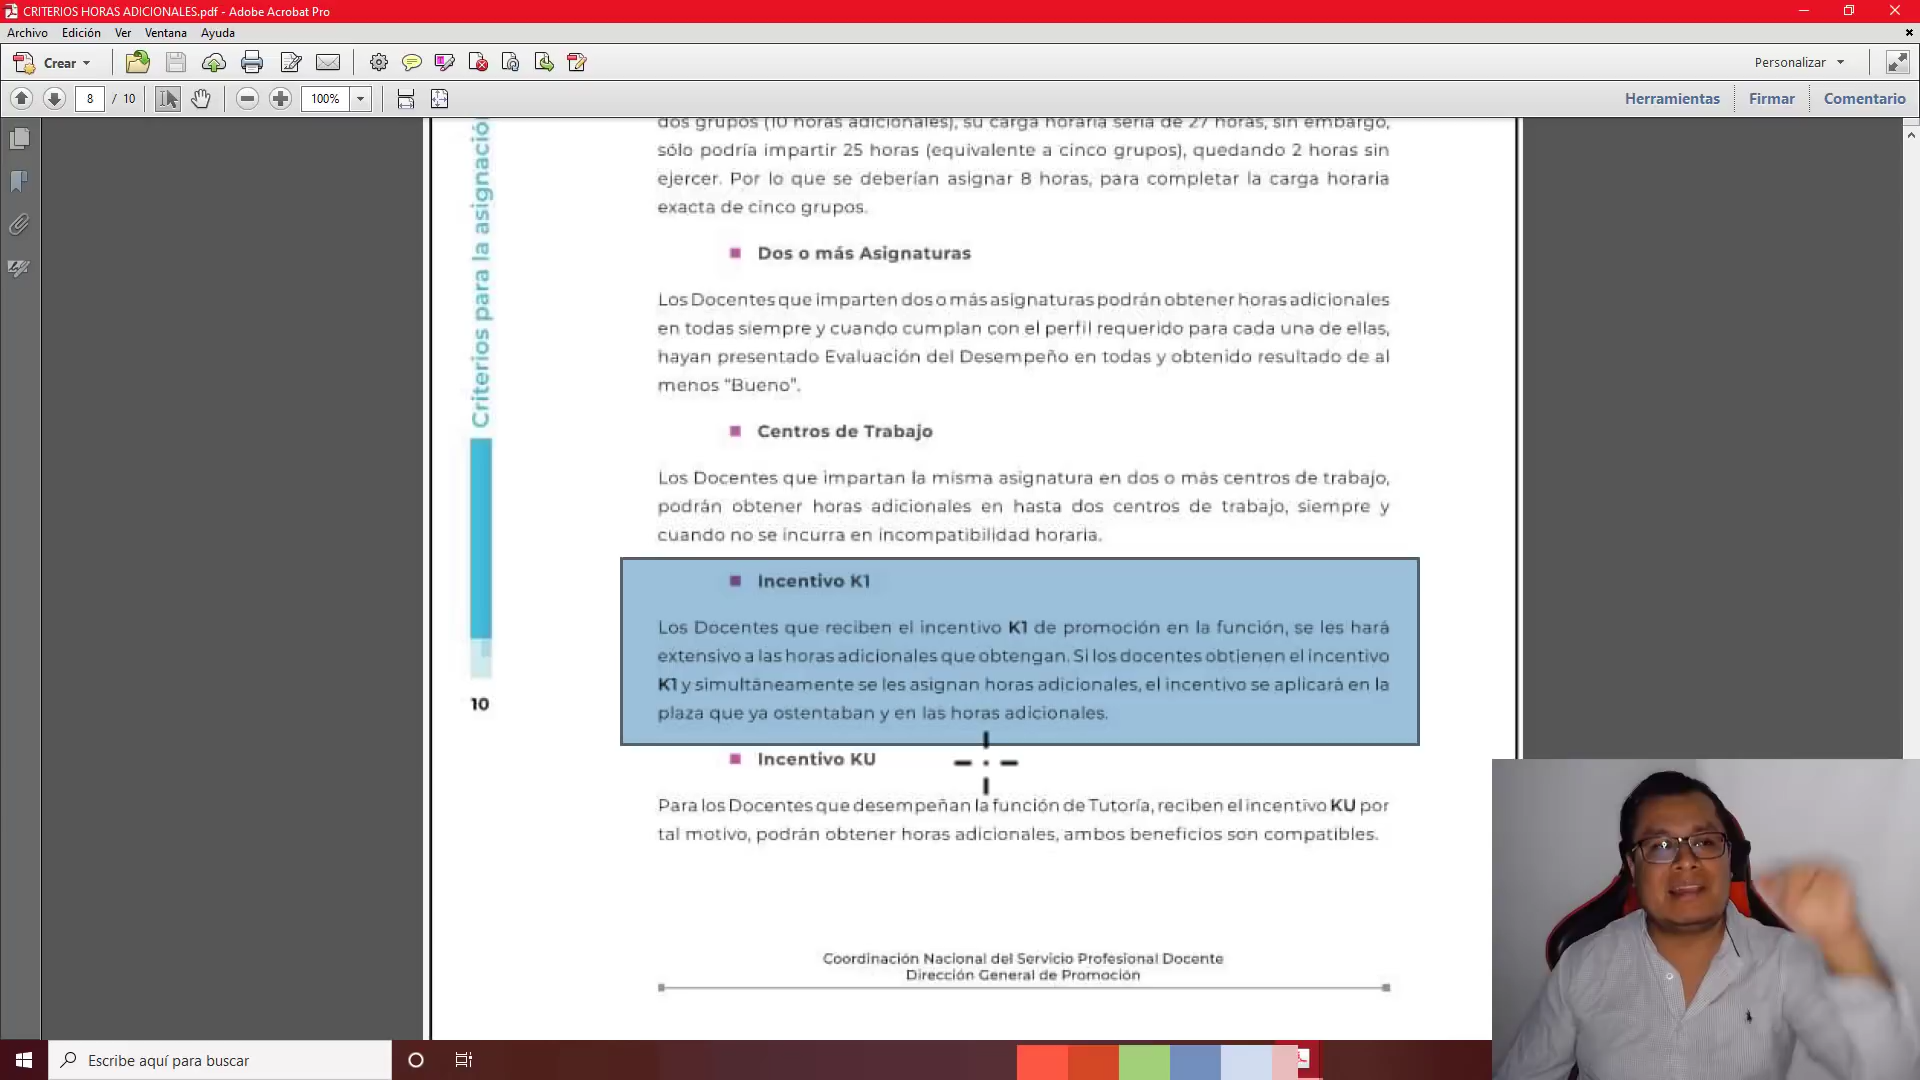 CRITERIOS HORAS ADICIONALES.pdf - Adobe Acrobat Pro
Archivo Edición Ver Ventana Ayuda
Crear
Personalizar
8 / 10
100%
Herramientas Firmar Comentario
Criterios para la asignació
10
dos grupos (10 horas adicionales), su carga horaria sería de 27 horas, sin embargo,
sólo podría impartir 25 horas (equivalente a cinco grupos), quedando 2 horas sin
ejercer. Por lo que se deberían asignar 8 horas, para completar la carga horaria
exacta de cinco grupos.
Dos o más Asignaturas
Los Docentes que imparten dos o más asignaturas podrán obtener horas adicionales
en todas siempre y cuando cumplan con el perfil requerido para cada una de ellas,
hayan presentado Evaluación del Desempeño en todas y obtenido resultado de al
menos “Bueno”.
Centros de Trabajo
Los Docentes que impartan la misma asignatura en dos o más centros de trabajo,
podrán obtener horas adicionales en hasta dos centros de trabajo, siempre y
cuando no se incurra en incompatibilidad horaria.
Incentivo K1
Los Docentes que reciben el incentivo K1 de promoción en la función, se les hará
extensivo a las horas adicionales que obtengan. Si los docentes obtienen el incentivo
K1 y simultáneamente se les asignan horas adicionales, el incentivo se aplicará en la
plaza que ya ostentaban y en las horas adicionales.
Incentivo KU
Para los Docentes que desempeñan la función de Tutoría, reciben el incentivo KU por
tal motivo, podrán obtener horas adicionales, ambos beneficios son compatibles.
Coordinación Nacional del Servicio Profesional Docente
Dirección General de Promoción
Escribe aquí para buscar